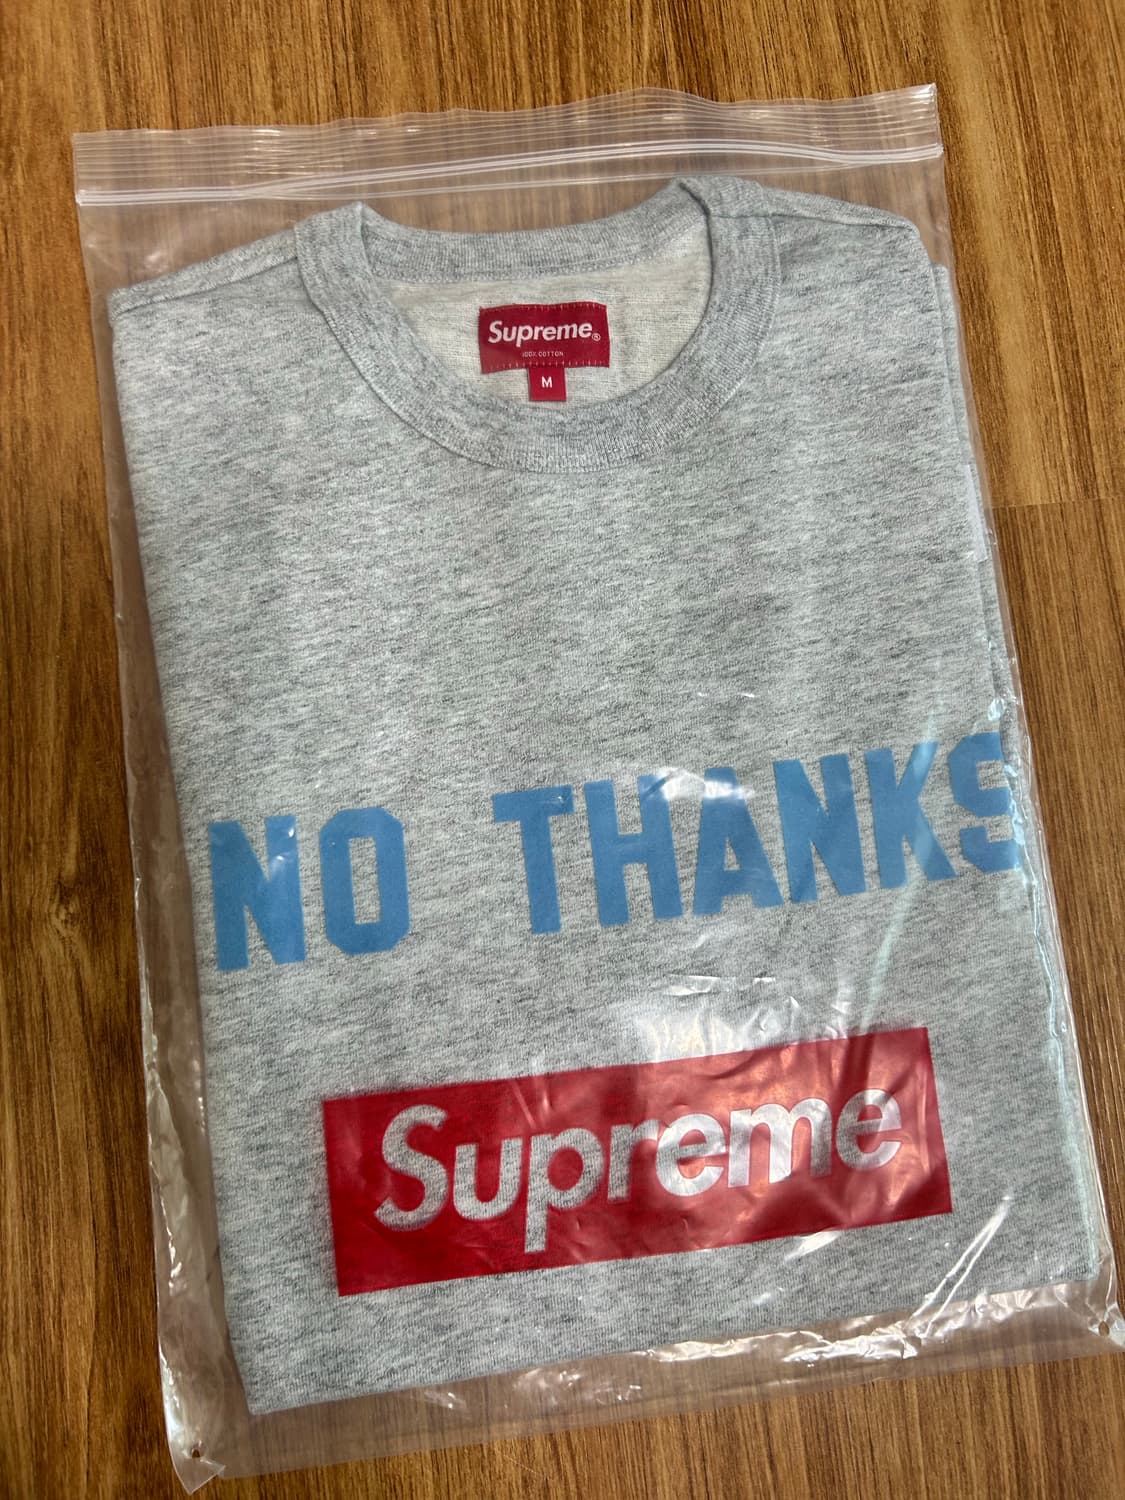 Supreme®
100% COTTON
M
NO THANKS
Supreme